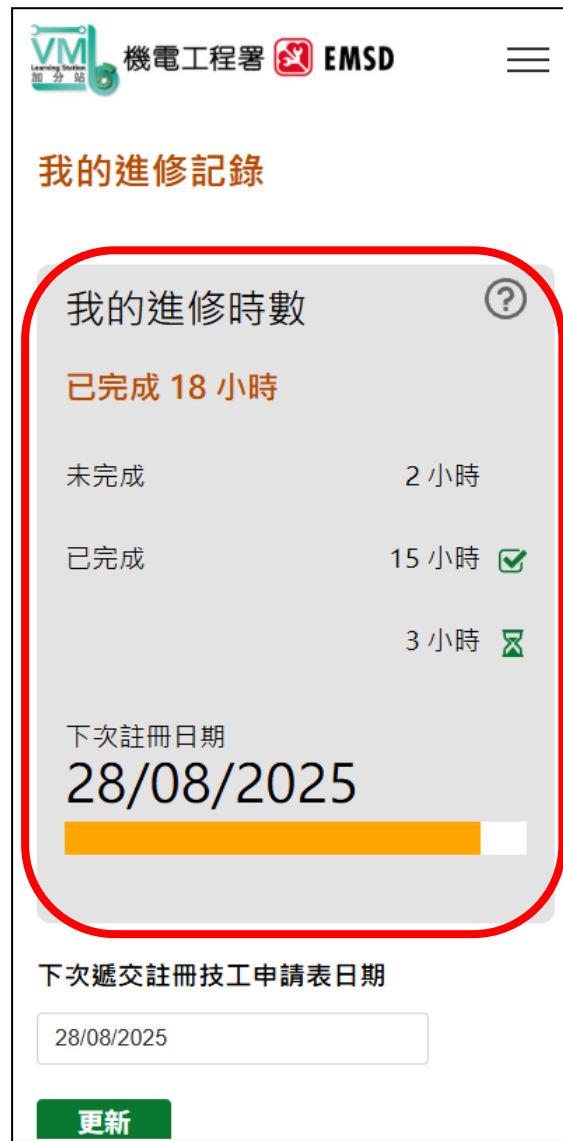 VM
Learning Station
加分站
機電工程署 EMSD
我的進修記錄
我的進修時數 ?
已完成 18 小時
未完成 2 小時
已完成 15 小時
3 小時
下次註冊日期
28/08/2025
下次遞交註冊技工申請表日期
28/08/2025
更新